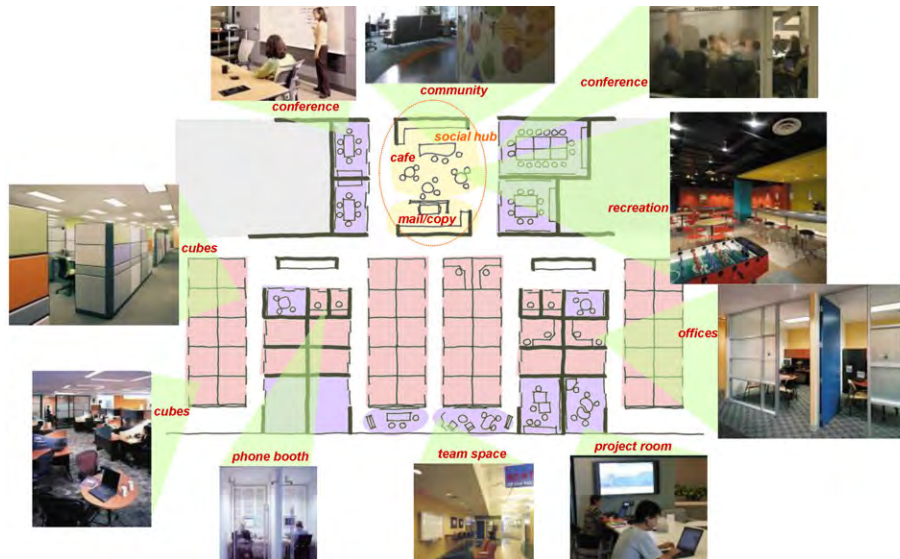 conference
community
conference
social hub
cafe
recreation
mail/copy
cubes
offices
cubes
phone booth
team space
project room